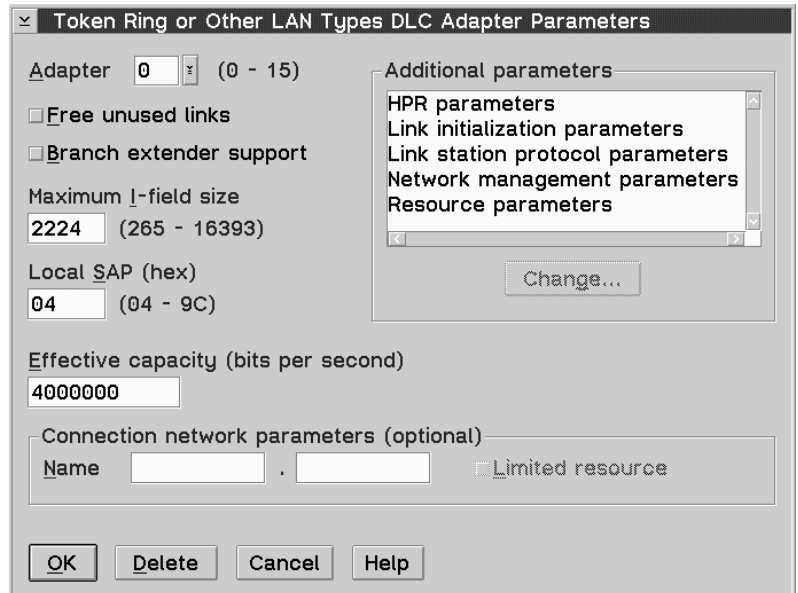 Token Ring or Other LAN Types DLC Adapter Parameters
Adapter 0 (0 - 15)
Free unused links
Branch extender support
Maximum I-field size
2224 (265 - 16393)
Local SAP (hex)
04 (04 - 9C)
Additional parameters
HPR parameters
Link initialization parameters
Link station protocol parameters
Network management parameters
Resource parameters
Change...
Effective capacity (bits per second)
4000000
Connection network parameters (optional)
Name . Limited resource
OK Delete Cancel Help